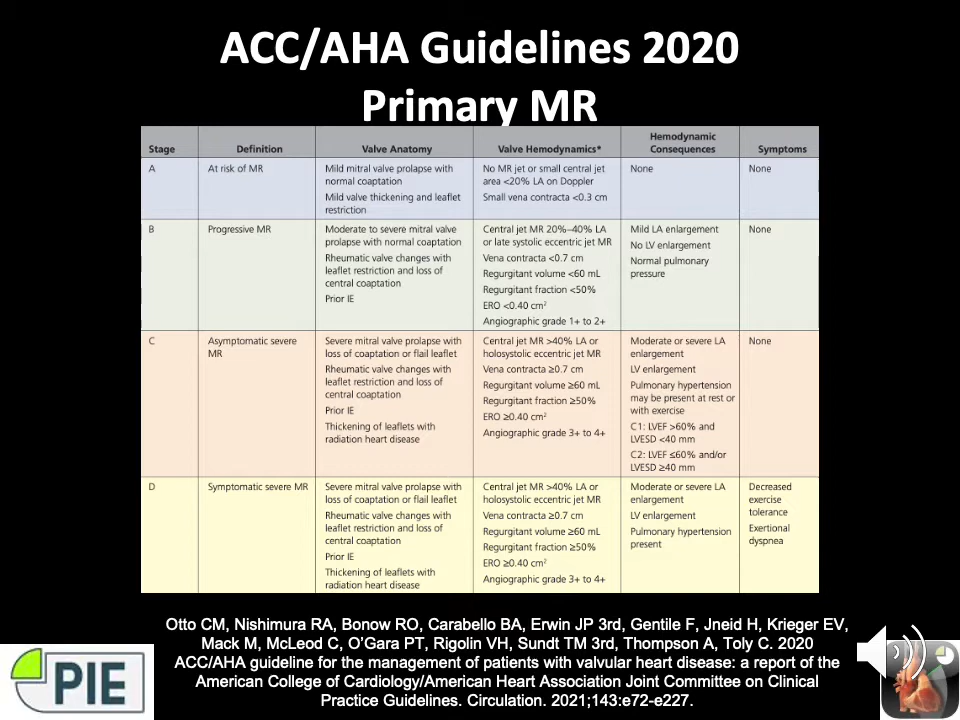 ACC/AHA Guidelines 2020
Primary MR
Stage
Definition
Valve Anatomy
Valve Hemodynamics*
Hemodynamic
Consequences
Symptoms
A
At risk of MR
Mild mitral valve prolapse with
normal coaptation
Mild valve thickening and leaflet
restriction
No MR jet or small central jet
area <20% LA on Doppler
Small vena contracta <0.3 cm
None
None
B
Progressive MR
Moderate to severe mitral valve
prolapse with normal coaptation
Rheumatic valve changes with
leaflet restriction and loss of
central coaptation
Prior IE
Central jet MR 20%–40% LA
or late systolic eccentric jet MR
Vena contracta <0.7 cm
Regurgitant volume <60 mL
Regurgitant fraction <50%
ERO <0.40 cm²
Angiographic grade 1+ to 2+
Mild LA enlargement
No LV enlargement
Normal pulmonary
pressure
None
C
Asymptomatic severe
MR
Severe mitral valve prolapse with
loss of coaptation or flail leaflet
Rheumatic valve changes with
leaflet restriction and loss of
central coaptation
Prior IE
Thickening of leaflets with
radiation heart disease
Central jet MR >40% LA or
holosystolic eccentric jet MR
Vena contracta ≥0.7 cm
Regurgitant volume ≥60 mL
Regurgitant fraction ≥50%
ERO ≥0.40 cm²
Angiographic grade 3+ to 4+
Moderate or severe LA
enlargement
LV enlargement
Pulmonary hypertension
may be present at rest or
with exercise
C1: LVEF >60% and
LVESD <40 mm
C2: LVEF ≤60% and/or
LVESD ≥40 mm
None
D
Symptomatic severe MR
Severe mitral valve prolapse with
loss of coaptation or flail leaflet
Rheumatic valve changes with
leaflet restriction and loss of
central coaptation
Prior IE
Thickening of leaflets with
radiation heart disease
Central jet MR >40% LA or
holosystolic eccentric jet MR
Vena contracta ≥0.7 cm
Regurgitant volume ≥60 mL
Regurgitant fraction ≥50%
ERO ≥0.40 cm²
Angiographic grade 3+ to 4+
Moderate or severe LA
enlargement
LV enlargement
Pulmonary hypertension
present
Decreased
exercise
tolerance
Exertional
dyspnea
Otto CM, Nishimura RA, Bonow RO, Carabello BA, Erwin JP 3rd, Gentile F, Jneid H, Krieger EV,
Mack M, McLeod C, O'Gara PT, Rigolin VH, Sundt TM 3rd, Thompson A, Toly C. 2020
ACC/AHA guideline for the management of patients with valvular heart disease: a report of the
American College of Cardiology/American Heart Association Joint Committee on Clinical
Practice Guidelines. Circulation. 2021;143:e72-e227.
PIE